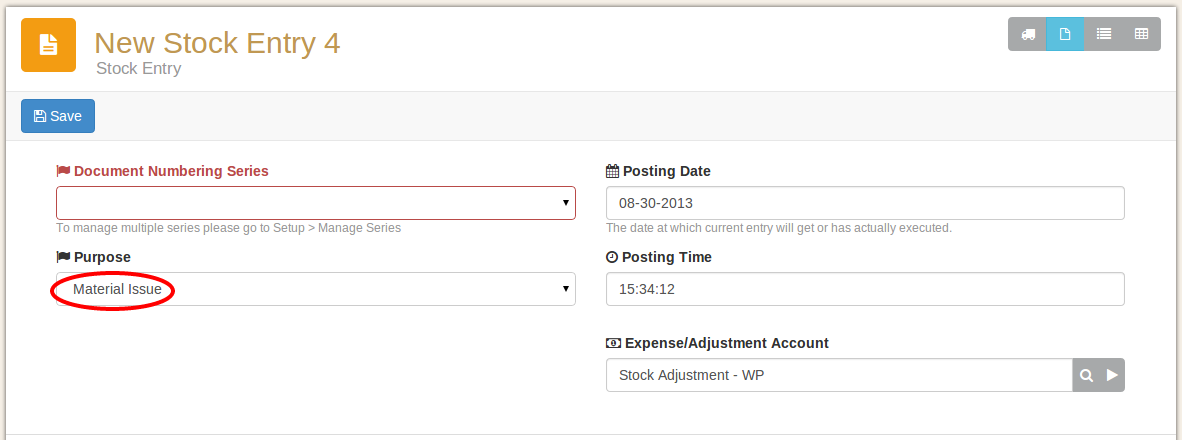 New Stock Entry 4
Stock Entry
Save
Document Numbering Series
To manage multiple series please go to Setup > Manage Series
Purpose
Material Issue
Posting Date
08-30-2013
The date at which current entry will get or has actually executed.
Posting Time
15:34:12
Expense/Adjustment Account
Stock Adjustment - WP